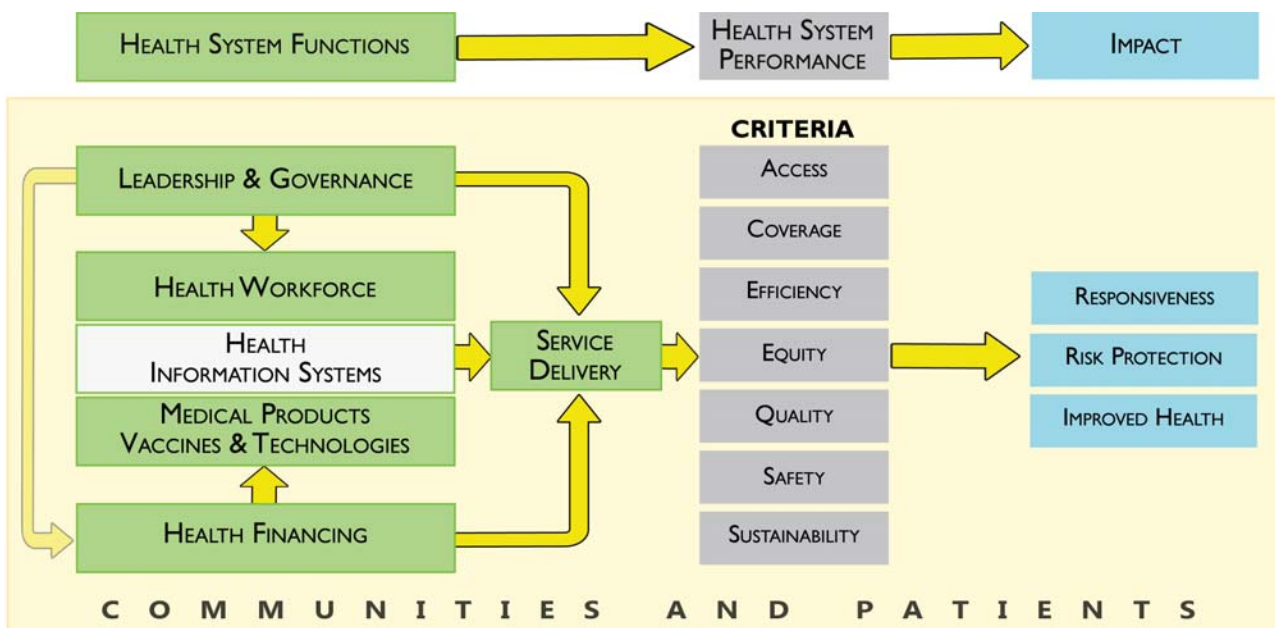 HEALTH SYSTEM FUNCTIONS
HEALTH SYSTEM
PERFORMANCE
IMPACT
CRITERIA
LEADERSHIP & GOVERNANCE
HEALTH WORKFORCE
HEALTH
INFORMATION SYSTEMS
MEDICAL PRODUCTS
VACCINES & TECHNOLOGIES
HEALTH FINANCING
SERVICE
DELIVERY
ACCESS
COVERAGE
EFFICIENCY
EQUITY
QUALITY
SAFETY
SUSTAINABILITY
RESPONSIVENESS
RISK PROTECTION
IMPROVED HEALTH
COMMUNITIES AND PATIENTS